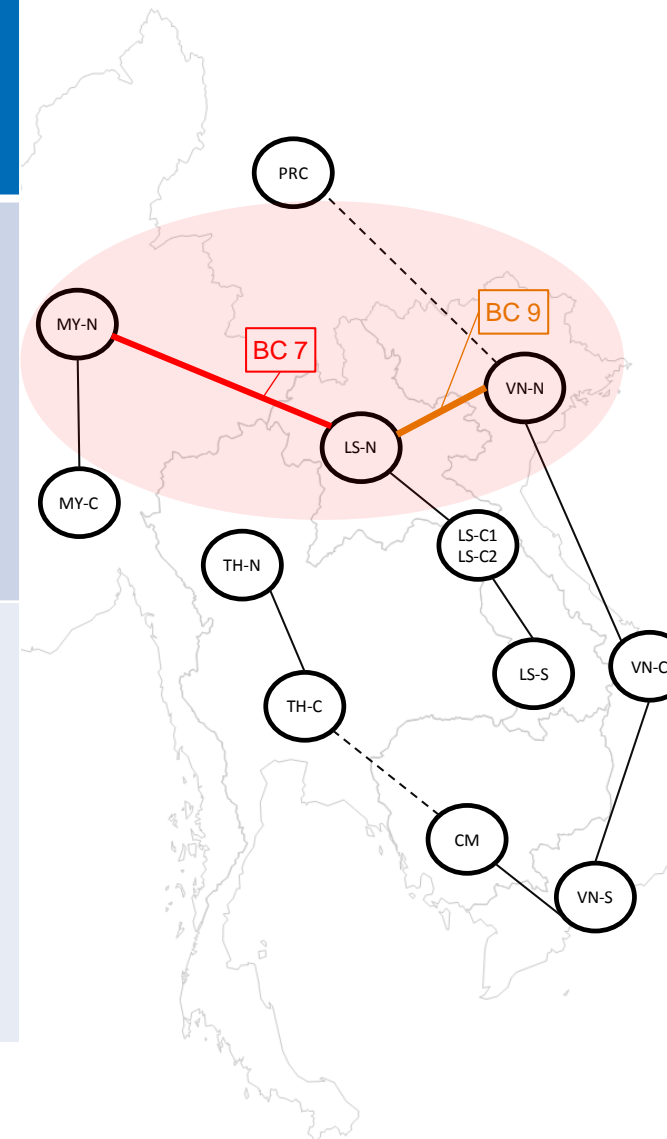 PRC
MY-N
BC 9
BC 7
VN-N
LS-N
MY-C
LS-C1
LS-C2
TH-N
LS-S
VN-C
TH-C
CM
VN-S